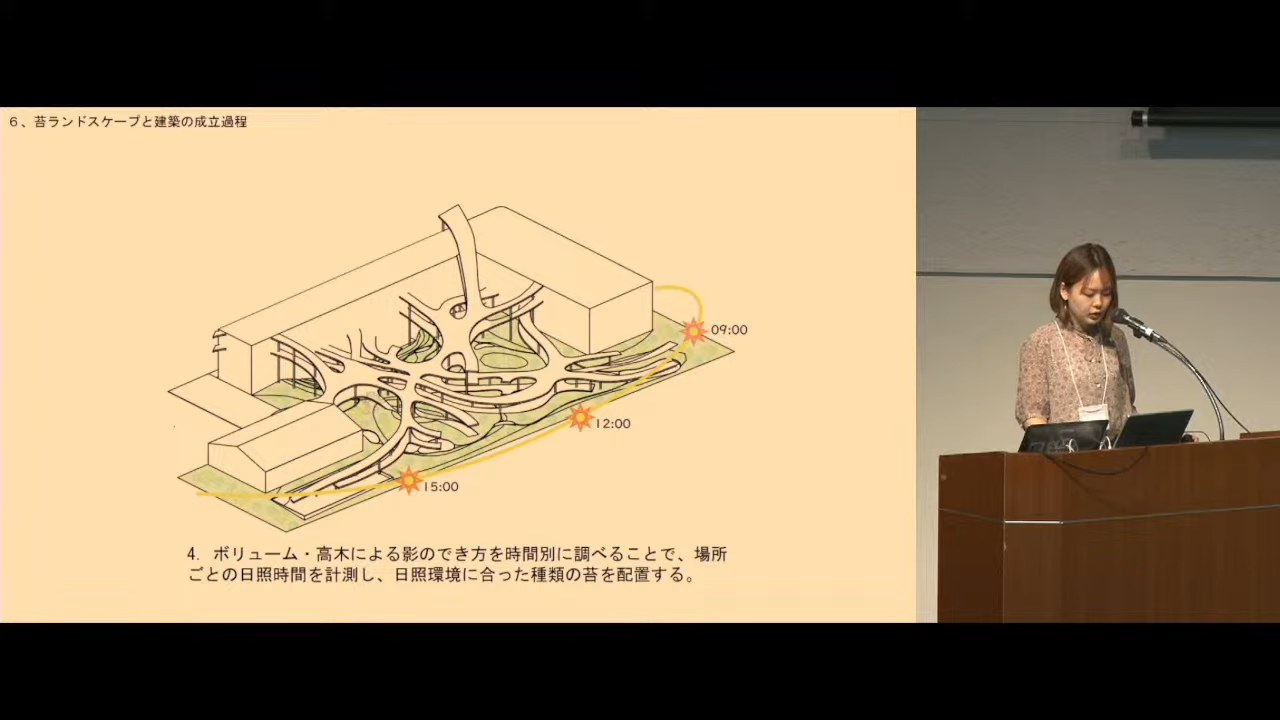 6、苔ランドスケープと建築の成立過程
09:00
12:00
15:00
4. ボリューム・高木による影のでき方を時間別に調べることで、場所
ごとの日照時間を計測し、日照環境に合った種類の苔を配置する。